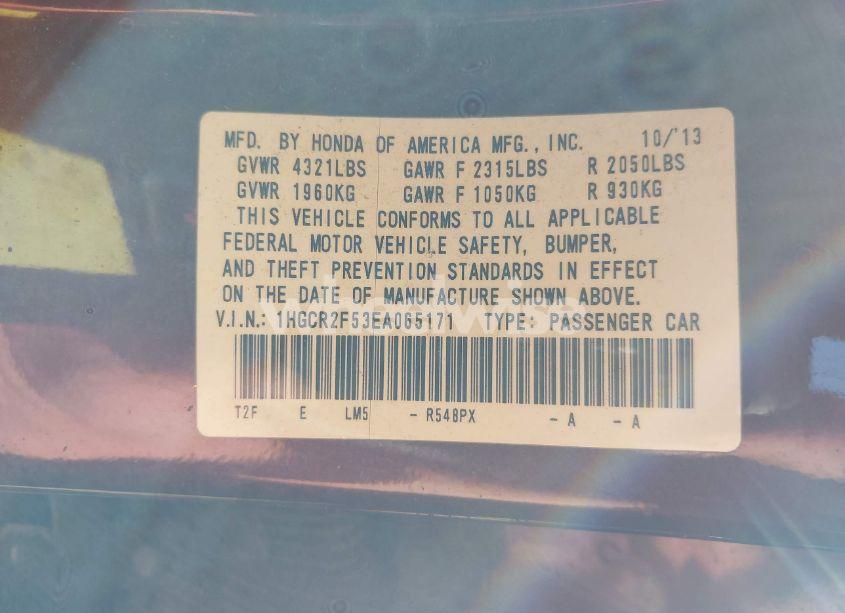 MFD. BY HONDA OF AMERICA MFG., INC. 10/'13
GVWR 4321LBS GAWR F 2315LBS R 2050LBS
GVWR 1960KG GAWR F 1050KG R 930KG
THIS VEHICLE CONFORMS TO ALL APPLICABLE
FEDERAL MOTOR VEHICLE SAFETY, BUMPER,
AND THEFT PREVENTION STANDARDS IN EFFECT
ON THE DATE OF MANUFACTURE SHOWN ABOVE.
V.I.N.: 1HGCR2F53EA065171 TYPE: PASSENGER CAR
T2F E LM5 - R548PX - A - A